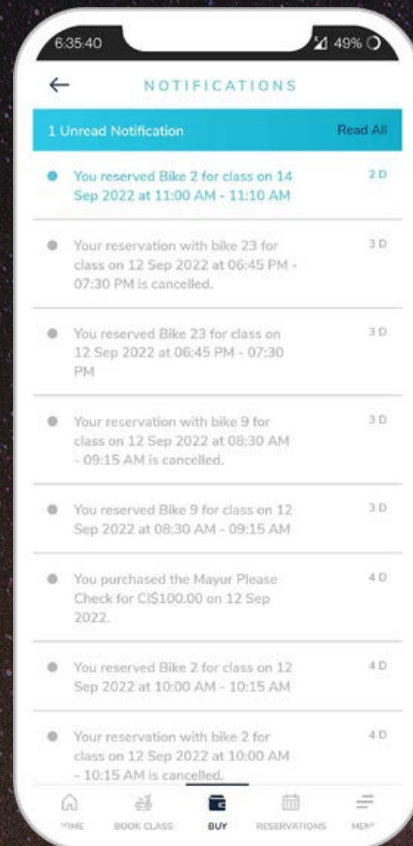 6:35:40
49%
NOTIFICATIONS
1 Unread Notification
Read All
You reserved Bike 2 for class on 14
2 D
Sep 2022 at 11:00 AM - 11:10 AM
Your reservation with bike 23 for
3 D
class on 12 Sep 2022 at 06:45 PM -
07:30 PM is cancelled.
You reserved Bike 23 for class on
3 D
12 Sep 2022 at 06:45 PM - 07:30
PM
Your reservation with bike 9 for
3 D
class on 12 Sep 2022 at 08:30 AM
- 09:15 AM is cancelled.
You reserved Bike 9 for class on 12
3 D
Sep 2022 at 08:30 AM - 09:15 AM
You purchased the Mayur Please
4 D
Check for CI$100.00 on 12 Sep
2022.
You reserved Bike 2 for class on 12
4 D
Sep 2022 at 10:00 AM - 10:15 AM
Your reservation with bike 2 for
4 D
class on 12 Sep 2022 at 10:00 AM
- 10:15 AM is cancelled.
BOOK CLASS
BUY
RESERVATIONS